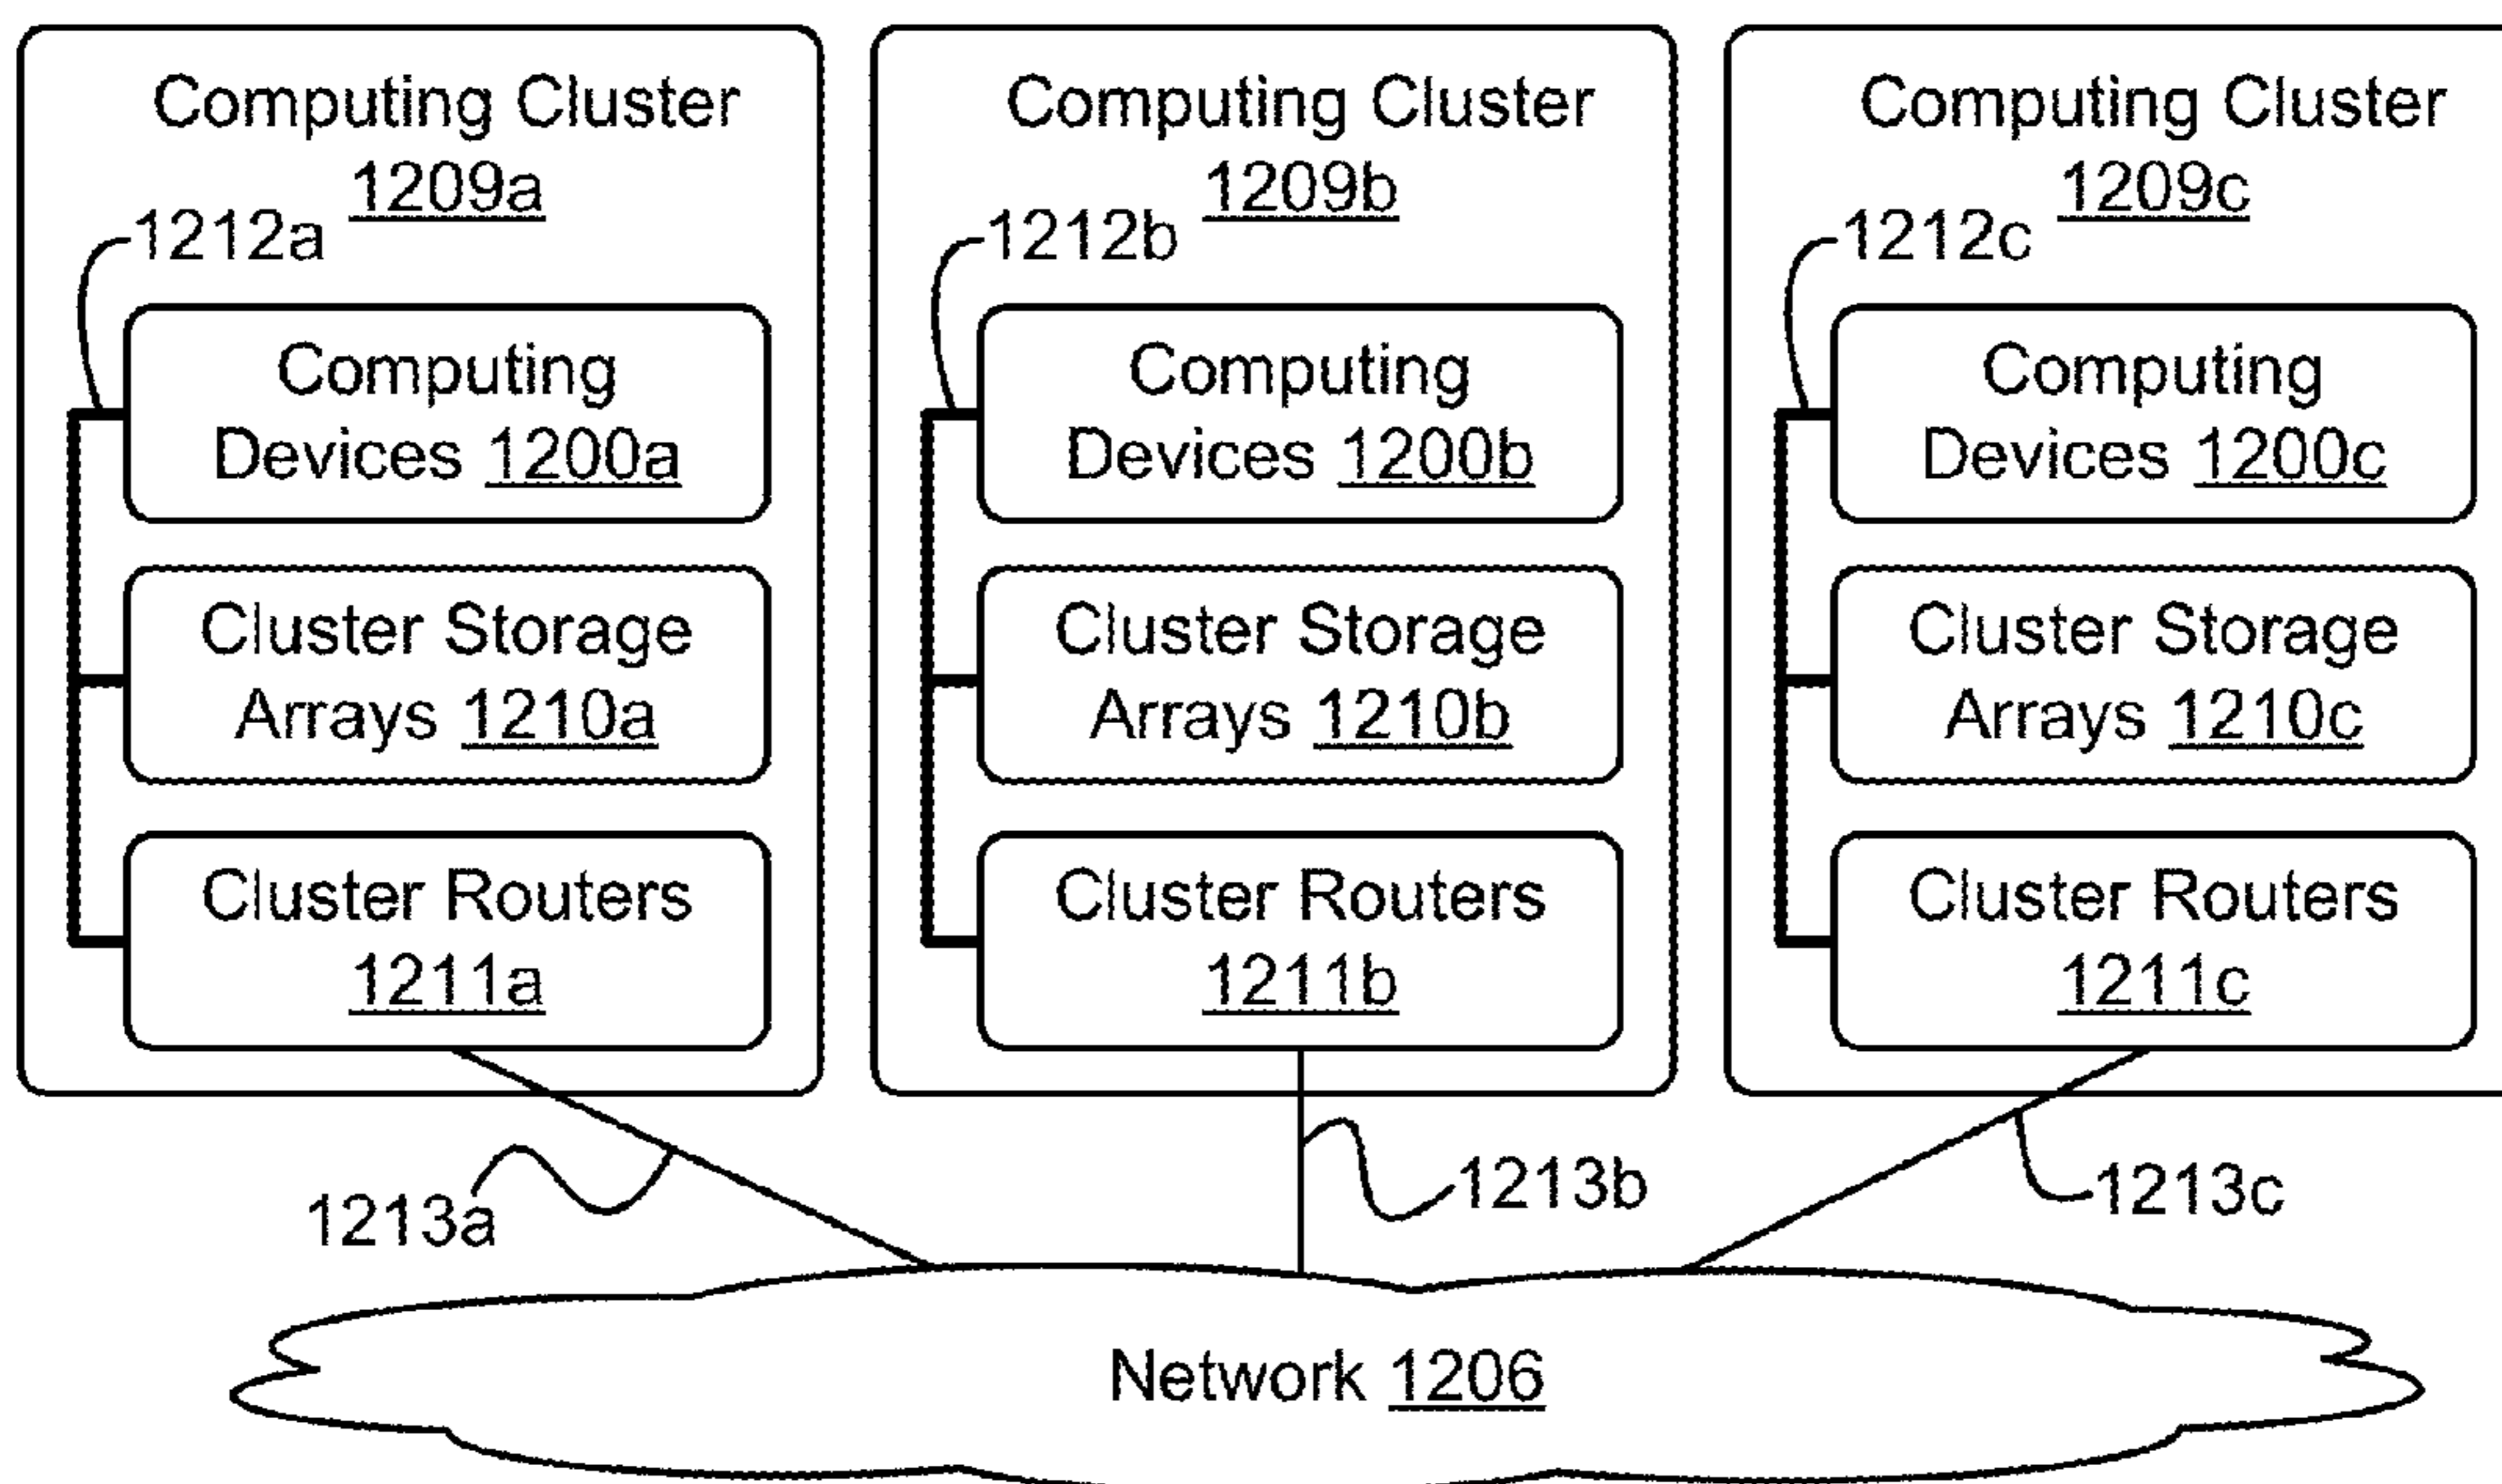 Computing Cluster
1209a
1212a
Computing
Devices 1200a
Cluster Storage
Arrays 1210a
Cluster Routers
1211a
Computing Cluster
1209b
1212b
Computing
Devices 1200b
Cluster Storage
Arrays 1210b
Cluster Routers
1211b
Computing Cluster
1209c
1212c
Computing
Devices 1200c
Cluster Storage
Arrays 1210c
Cluster Routers
1211c
1213a
1213b
1213c
Network 1206